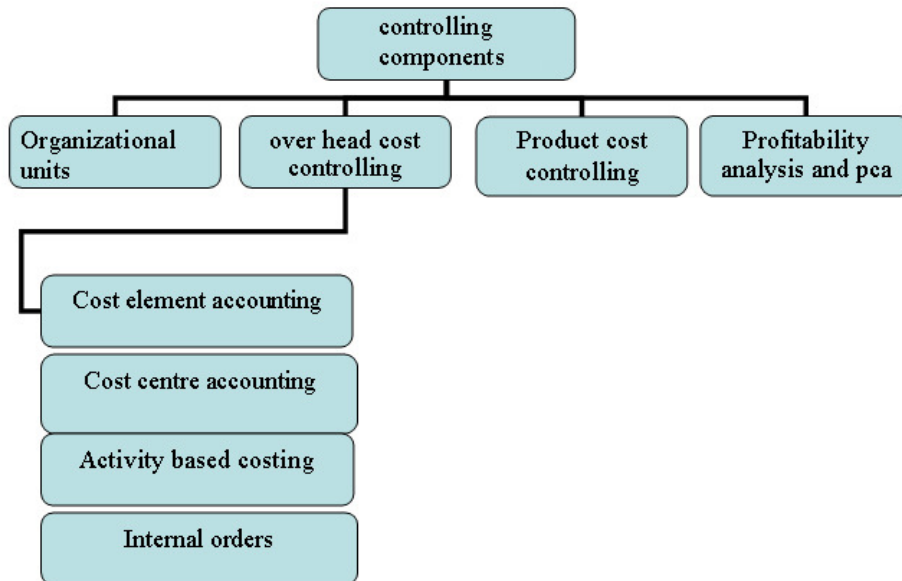 controlling
components
Organizational
units
over head cost
controlling
Product cost
controlling
Profitability
analysis and pca
Cost element accounting
Cost centre accounting
Activity based costing
Internal orders